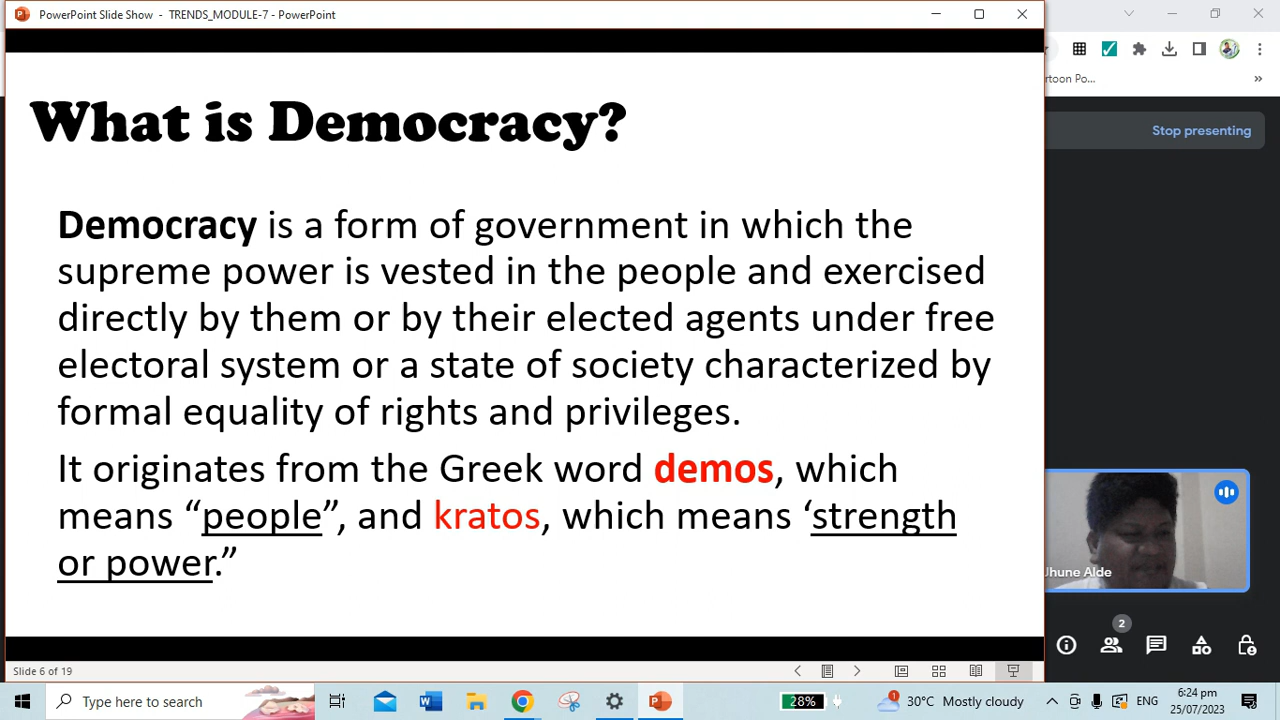 PowerPoint Slide Show - TRENDS_MODULE-7 - PowerPoint
What is Democracy?
Democracy is a form of government in which the
supreme power is vested in the people and exercised
directly by them or by their elected agents under free
electoral system or a state of society characterized by
formal equality of rights and privileges.
It originates from the Greek word demos, which
means “people”, and kratos, which means ‘strength
or power.”
Slide 6 of 19
rtoon Po...
Stop presenting
Jhune Alde
2
Type here to search
28%
1
30°C Mostly cloudy
ENG
6:24 pm
25/07/2023